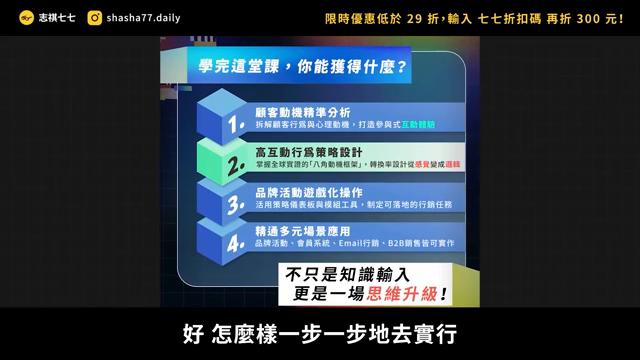 志祺七七
shasha77.daily
限時優惠低於 29 折，輸入 七七折扣碼 再折 300 元！
學完這堂課，你能獲得什麼？
1. 顧客動機精準分析
拆解顧客行為與心理動機，打造參與式互動體驗
2. 高互動行為策略設計
掌握全球實證的「八角動機框架」，轉換率設計從感覺變成邏輯
3. 品牌活動遊戲化操作
活用策略儀表板與模組工具，制定可落地的行銷任務
4. 精通多元場景應用
品牌活動、會員系統、Email行銷、B2B銷售皆可實作
不只是知識輸入
更是一場思維升級！
好 怎麼樣一步一步地去實行